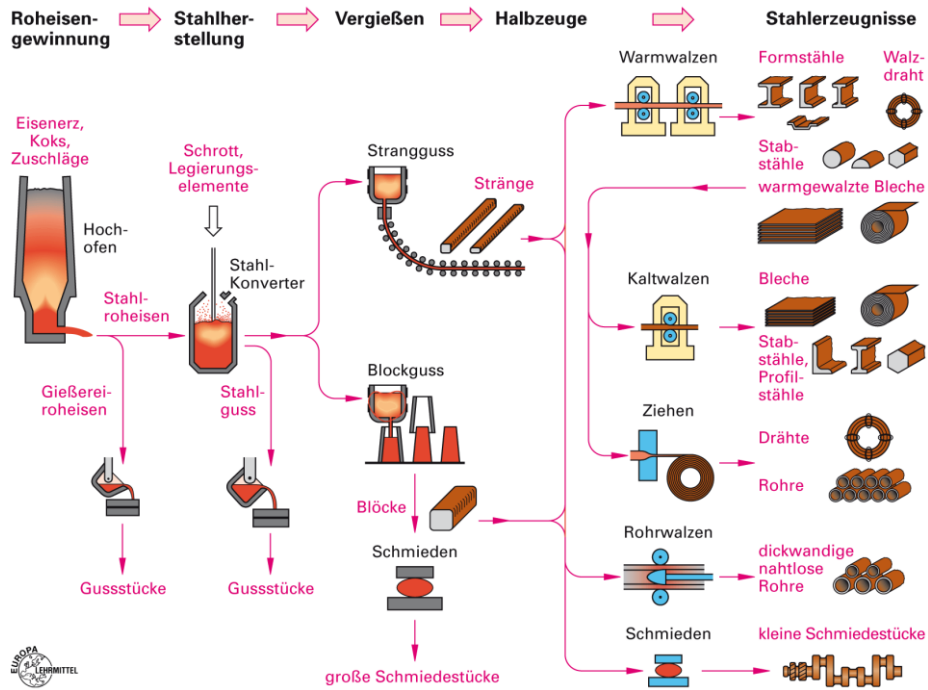 Roheisen-
gewinnung
Stahlher-
stellung
Vergießen
Halbzeuge
Stahlerzeugnisse
Eisenerz,
Koks,
Zuschläge
Hoch-
ofen
Stahl-
roheisen
Gießerei-
roheisen
Gussstücke
Schrott,
Legierungs-
elemente
Stahl-
Konverter
Stahl-
guss
Gussstücke
Strangguss
Stränge
Blockguss
Blöcke
Schmieden
große Schmiedestücke
Warmwalzen
Formstähle
Walz-
draht
Stab-
stähle
warmgewalzte Bleche
Kaltwalzen
Bleche
Stab-
stähle,
Profil-
stähle
Ziehen
Drähte
Rohre
Rohrwalzen
dickwandige
nahtlose
Rohre
Schmieden
kleine Schmiedestücke
EUROPA
LEHRMITTEL